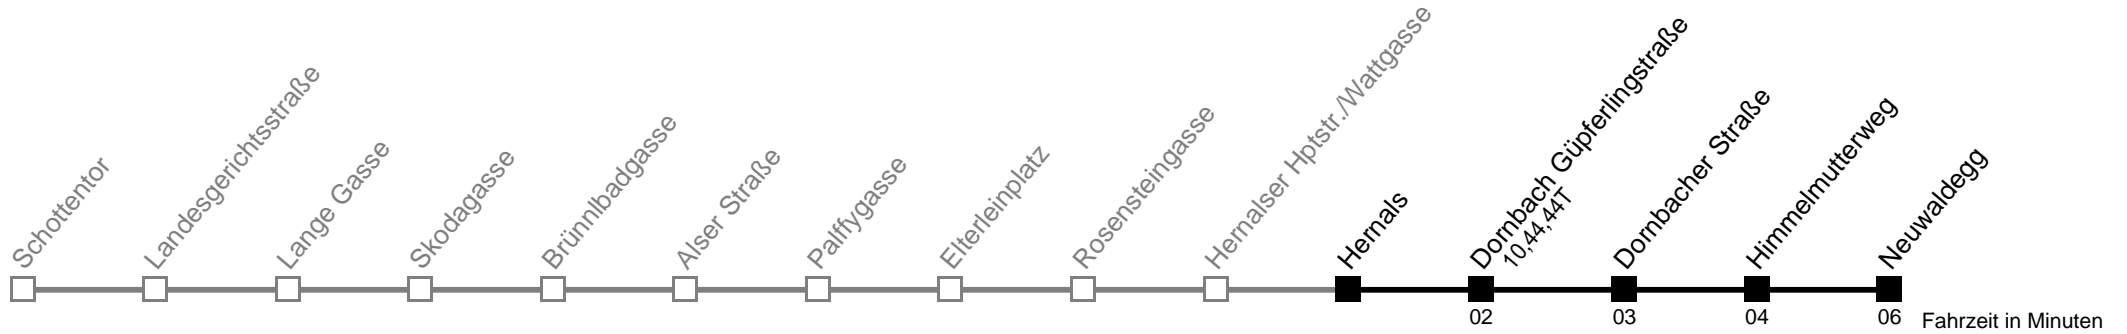 Schottentor
Landesgerichtsstraße
Lange Gasse
Skodagasse
Brünnlbadgasse
Alser Straße
Palffygasse
Elterleinplatz
Rosensteingasse
Hernalser Hptstr./Wattgasse
Hernals
Dornbach Güpferlingstraße
10,44,44T
Dornbacher Straße
Himmelmutterweg
Neuwaldegg
02 03 04 06 Fahrzeit in Minuten